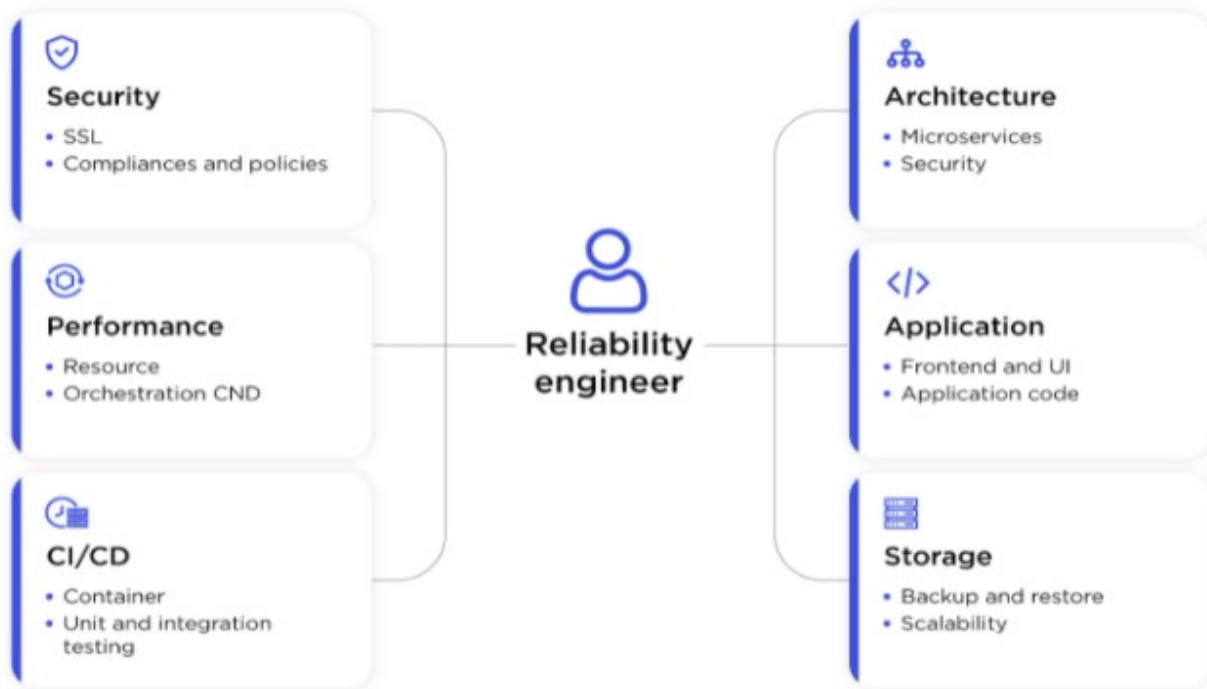 Security
• SSL
• Compliances and policies
Performance
• Resource
• Orchestration CND
CI/CD
• Container
• Unit and integration
testing
Reliability
engineer
Architecture
• Microservices
• Security
Application
• Frontend and UI
• Application code
Storage
• Backup and restore
• Scalability